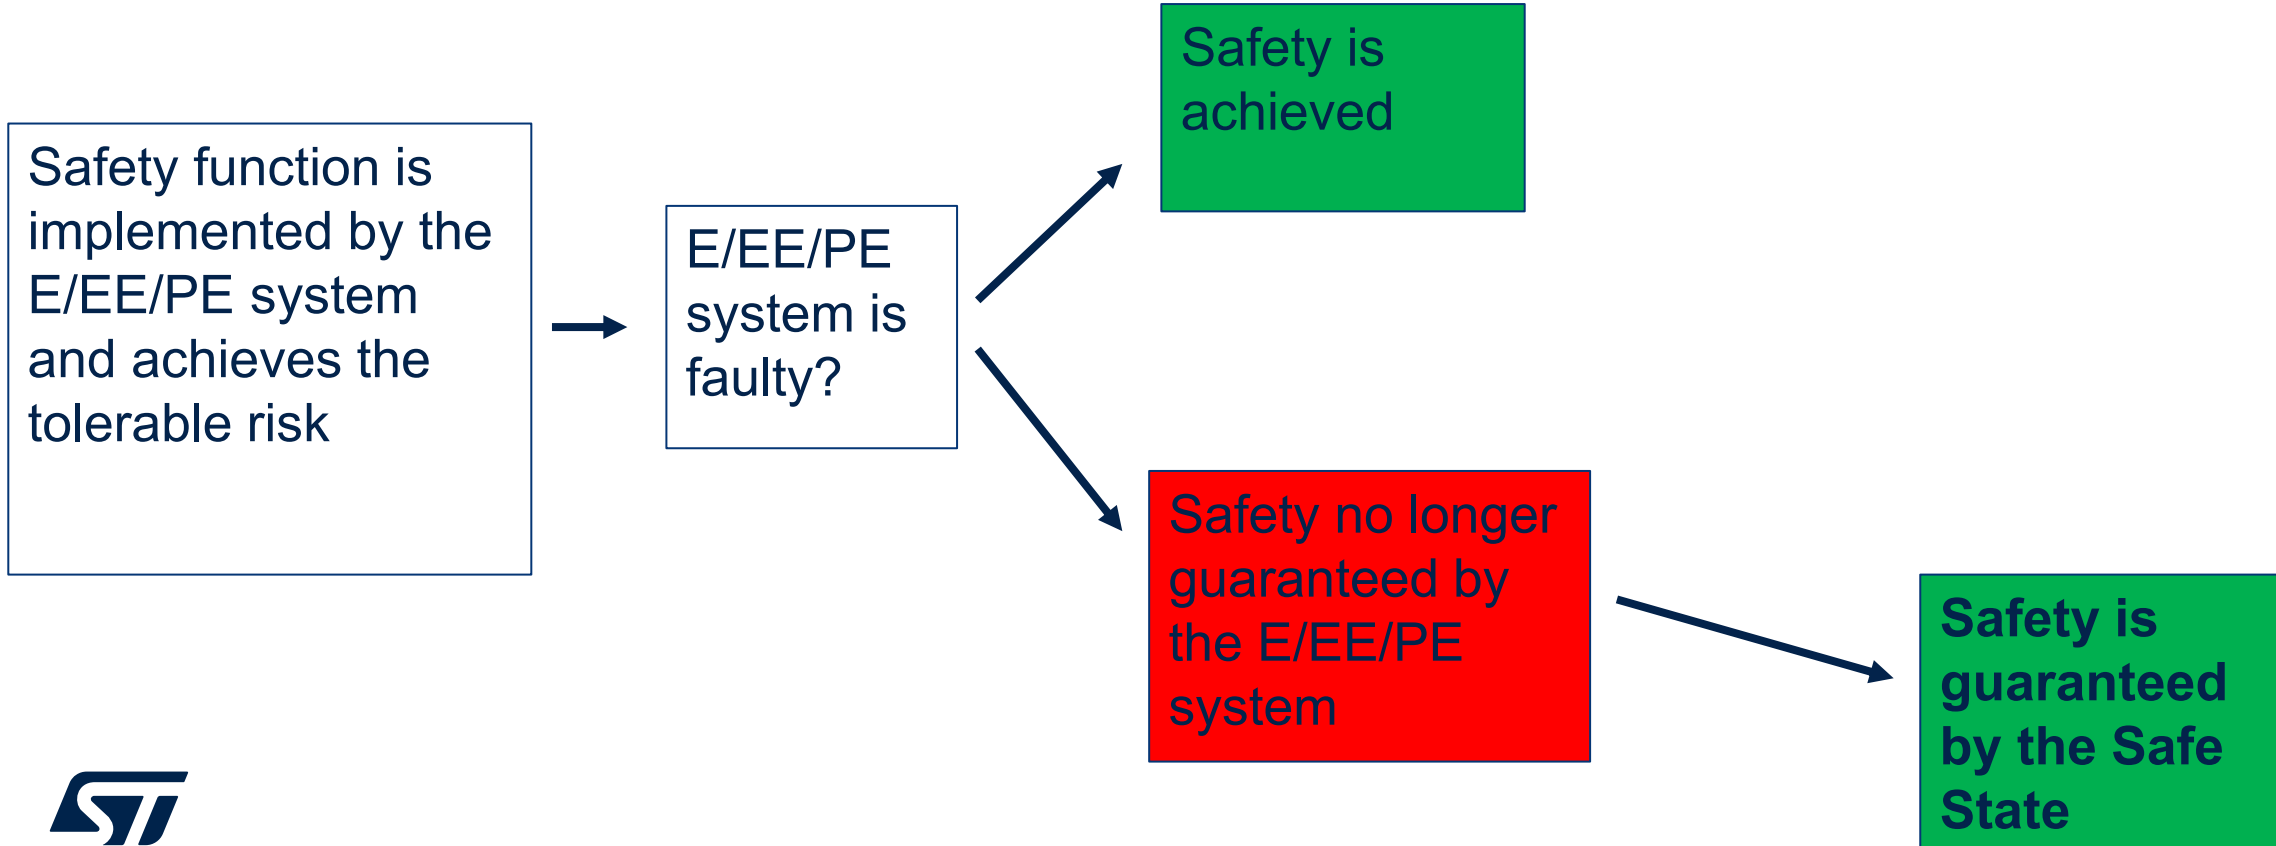 Safety function is
implemented by the
E/EE/PE system
and achieves the
tolerable risk
E/EE/PE
system is
faulty?
Safety is
achieved
Safety no longer
guaranteed by
the E/EE/PE
system
Safety is
guaranteed
by the Safe
State
ST